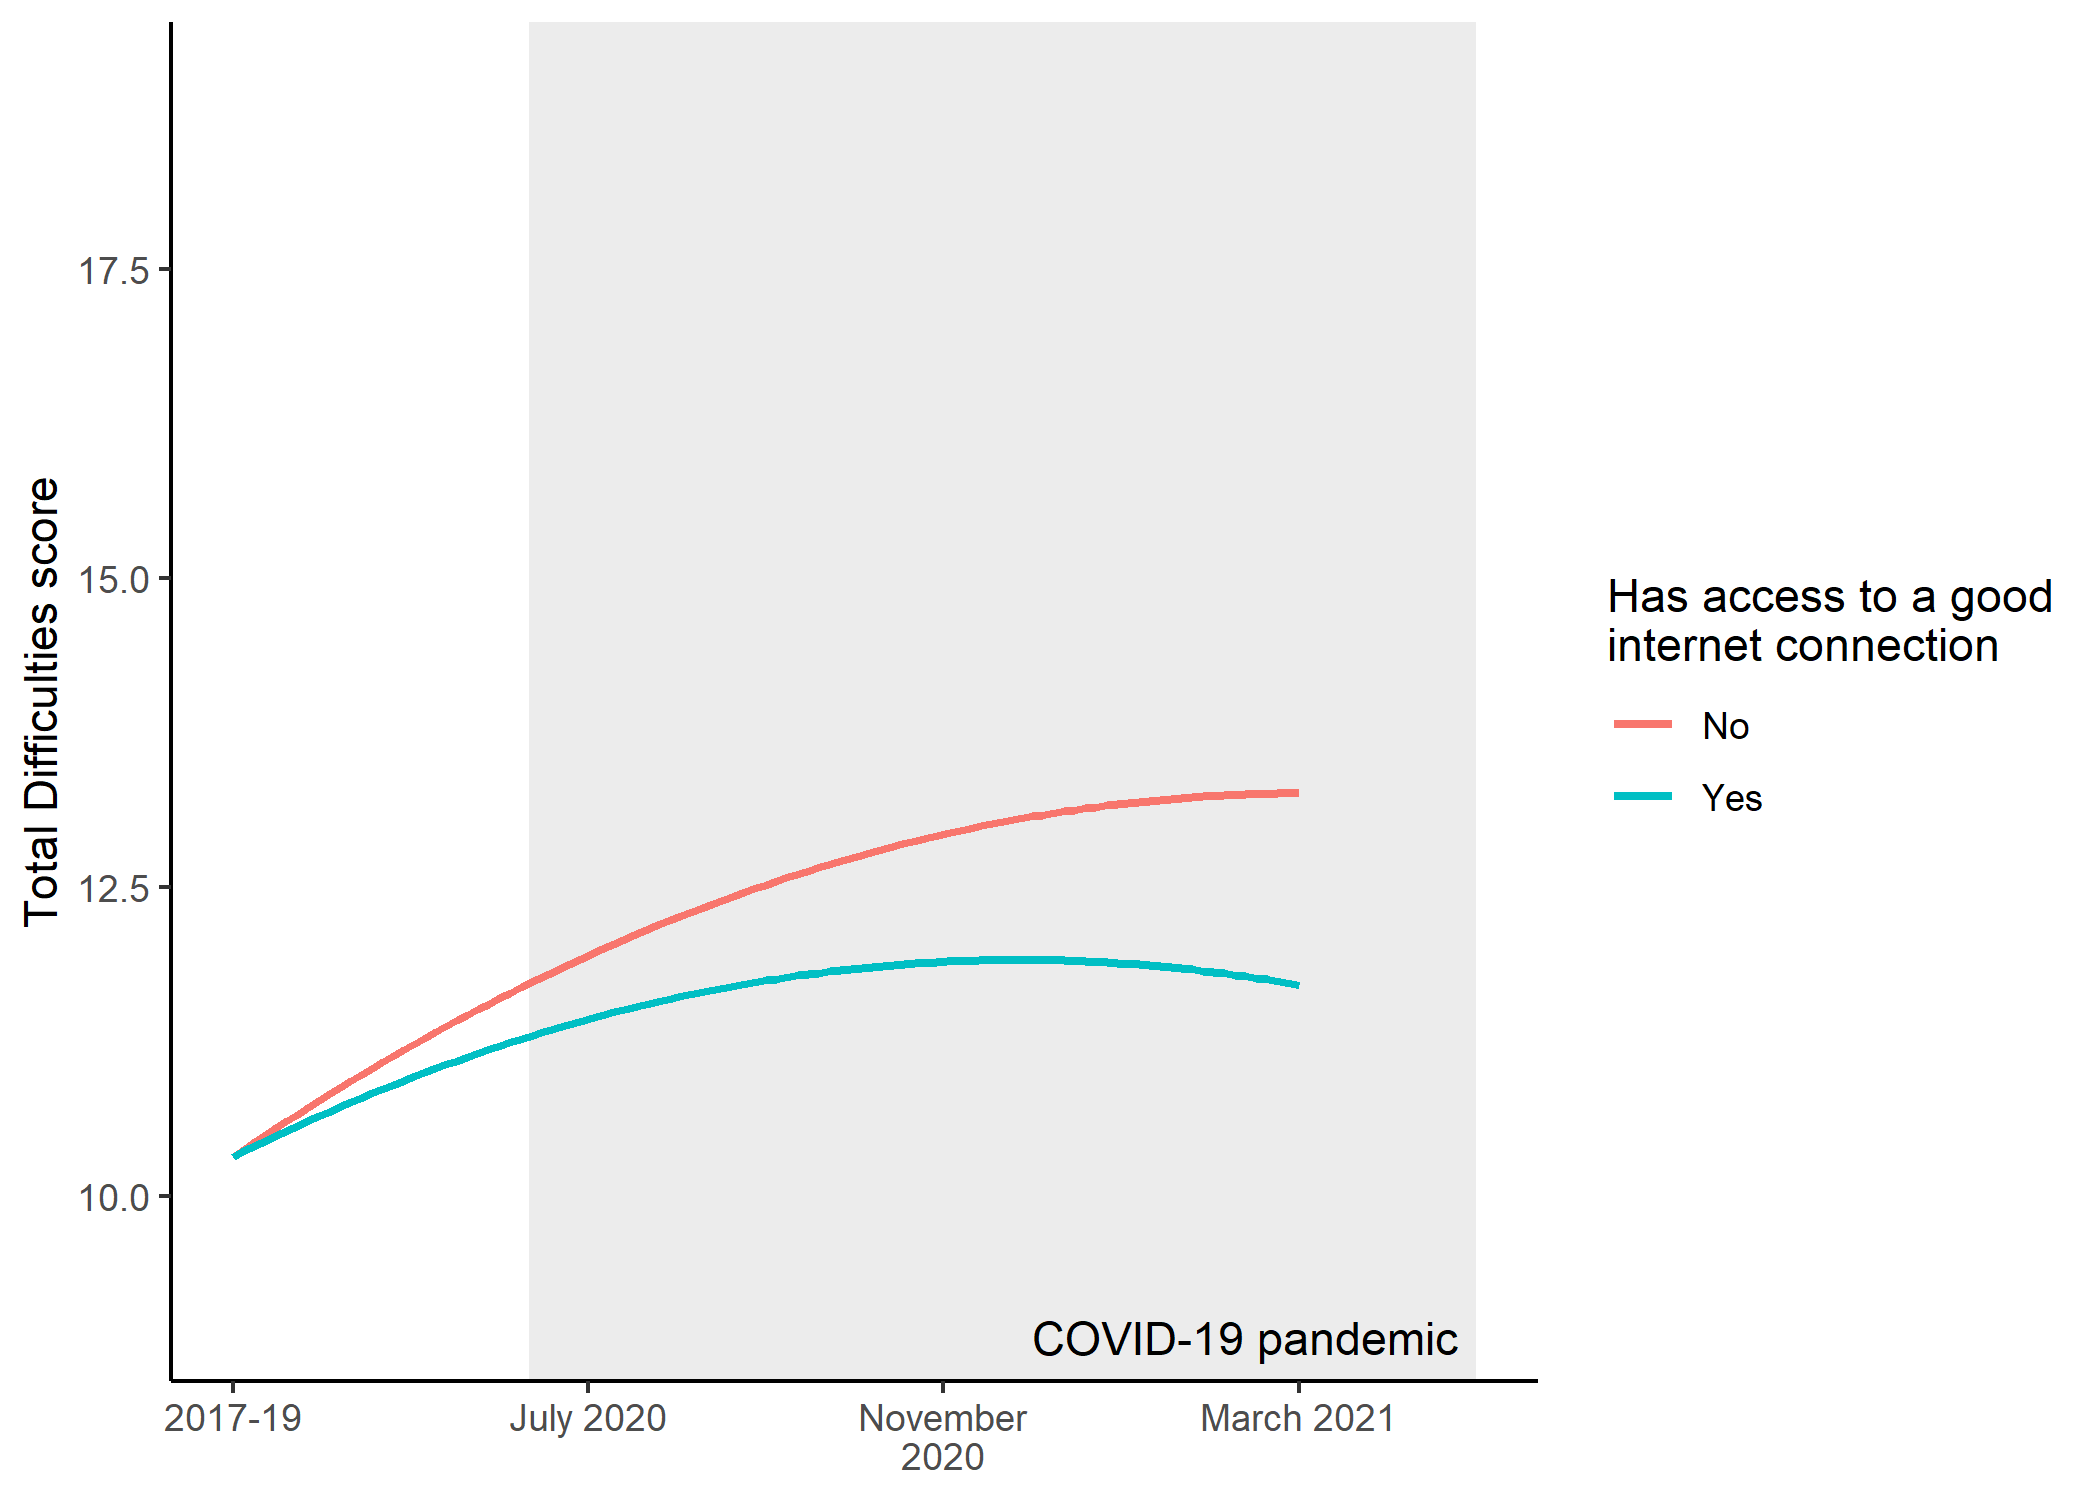 Total Difficulties score
17.5
15.0
12.5
10.0
2017-19
July 2020
November
2020
March 2021
COVID-19 pandemic
Has access to a good
internet connection
No
Yes